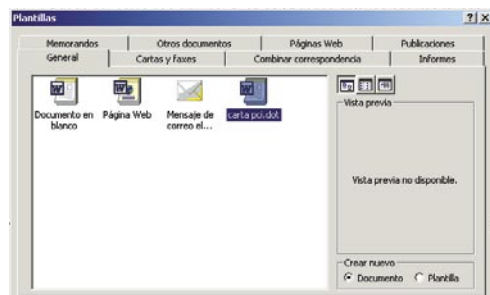 Plantillas
Memorandos Otros documentos Páginas Web Publicaciones
General Cartas y faxes Combinar correspondencia Informes
Documento en blanco
Página Web
Mensaje de correo el...
carta pci.dot
Vista previa
Vista previa no disponible.
Crear nuevo
Documento Plantilla